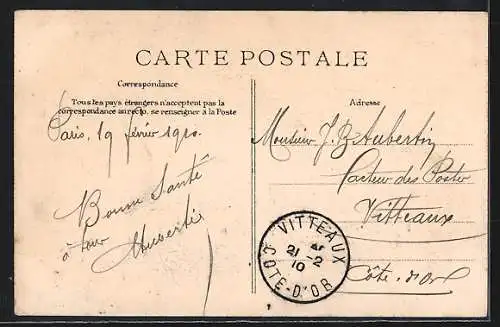 CARTE POSTALE
Correspondance
Tous les pays étrangers n'acceptent pas la
correspondance au recto, se renseigner à la Poste
Paris, 19 février 1910.
Bonne Santé
à tous
Adresse
Monsieur J. B Aubertin
Facteur des Postes
Vitteaux
Côte-d'Or
VITTEAUX
21 -2
10
COTE-D'OR